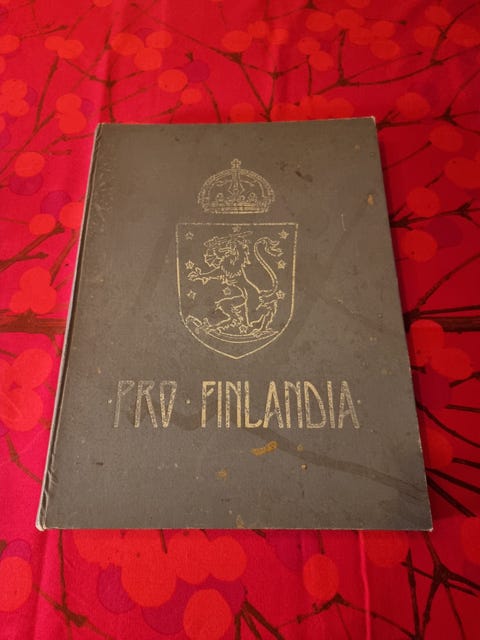 · PRO · FINLANDIA ·